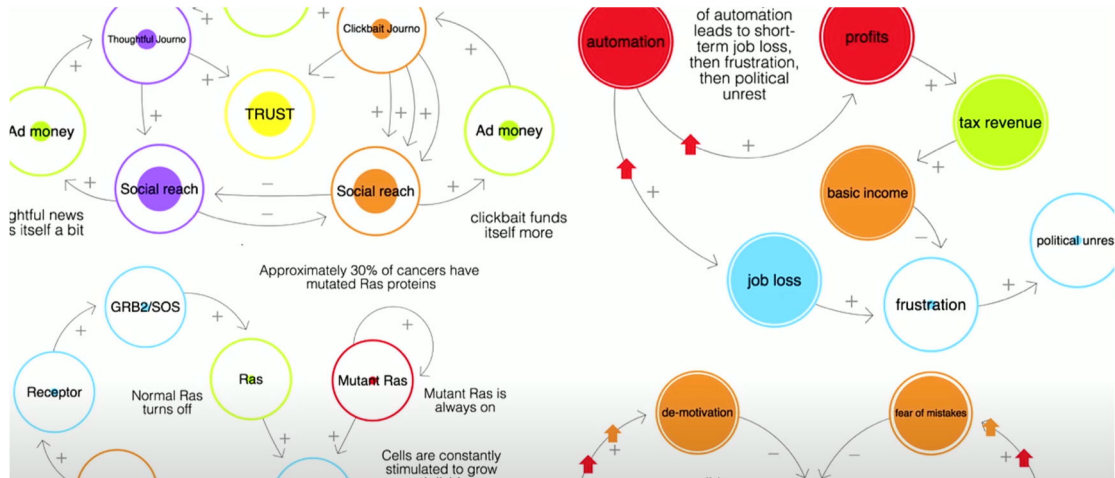 Thoughtful Journo
Clickbait Journo
TRUST
Ad money
Ad money
Social reach
Social reach
ghtful news
s itself a bit
clickbait funds
itself more
+
+
+
−
+
+
+
+
+
+
+
−
−
automation
of automation
leads to short-
term job loss,
then frustration,
then political
unrest
profits
tax revenue
basic income
job loss
frustration
political unres
+
+
+
+
−
+
+
Approximately 30% of cancers have
mutated Ras proteins
GRB2/SOS
Receptor
Ras
Mutant Ras
Normal Ras
turns off
Mutant Ras is
always on
Cells are constantly
stimulated to grow
+
+
+
+
+
+
de-motivation
fear of mistakes
+
−
−
+